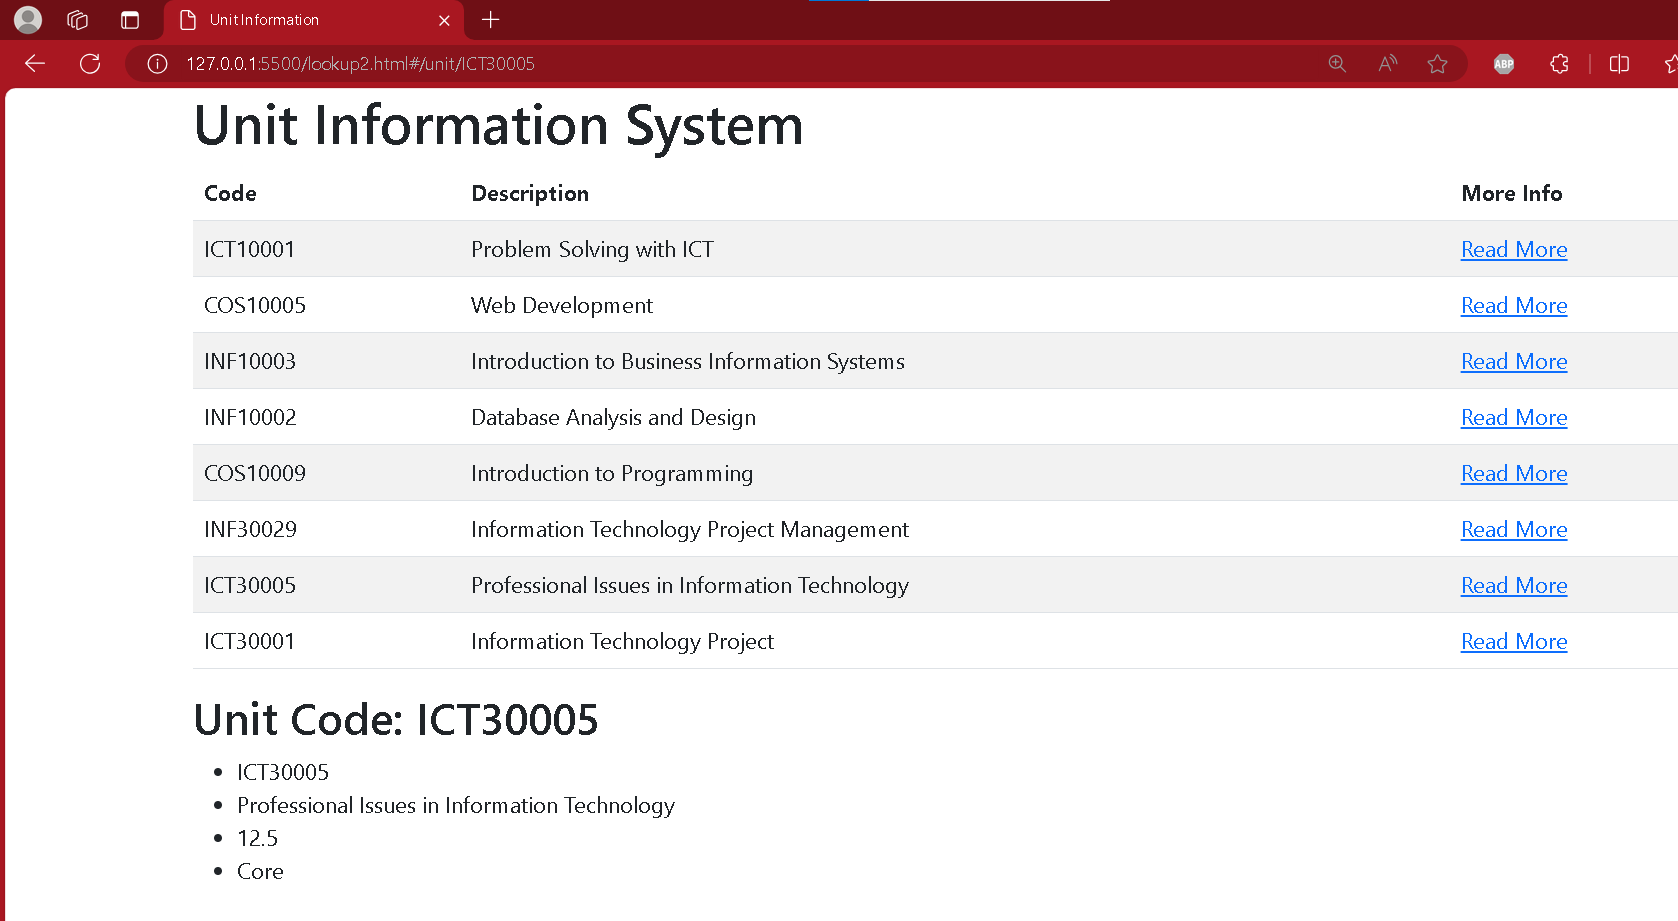 Unit Information
127.0.0.1:5500/lookup2.html#/unit/ICT30005
A
ABP
Unit Information System
Code Description More Info
ICT10001 Problem Solving with ICT Read More
COS10005 Web Development Read More
INF10003 Introduction to Business Information Systems Read More
INF10002 Database Analysis and Design Read More
COS10009 Introduction to Programming Read More
INF30029 Information Technology Project Management Read More
ICT30005 Professional Issues in Information Technology Read More
ICT30001 Information Technology Project Read More
Unit Code: ICT30005
• ICT30005
• Professional Issues in Information Technology
• 12.5
• Core